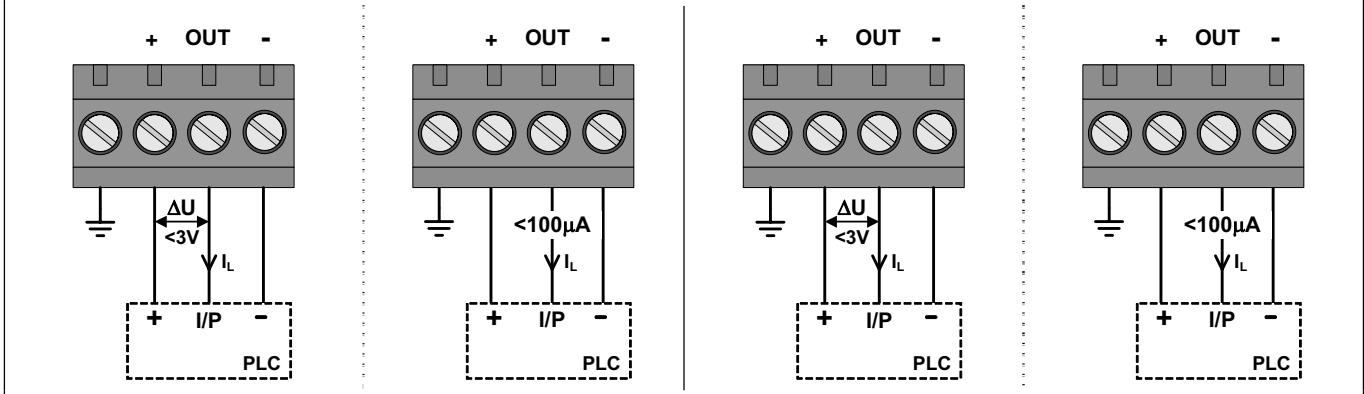 + OUT - + OUT - + OUT - + OUT -
ΔU ΔU
<3V <100μA <3V <100μA
I_L I_L I_L I_L
+ I/P - + I/P - + I/P - + I/P -
PLC PLC PLC PLC